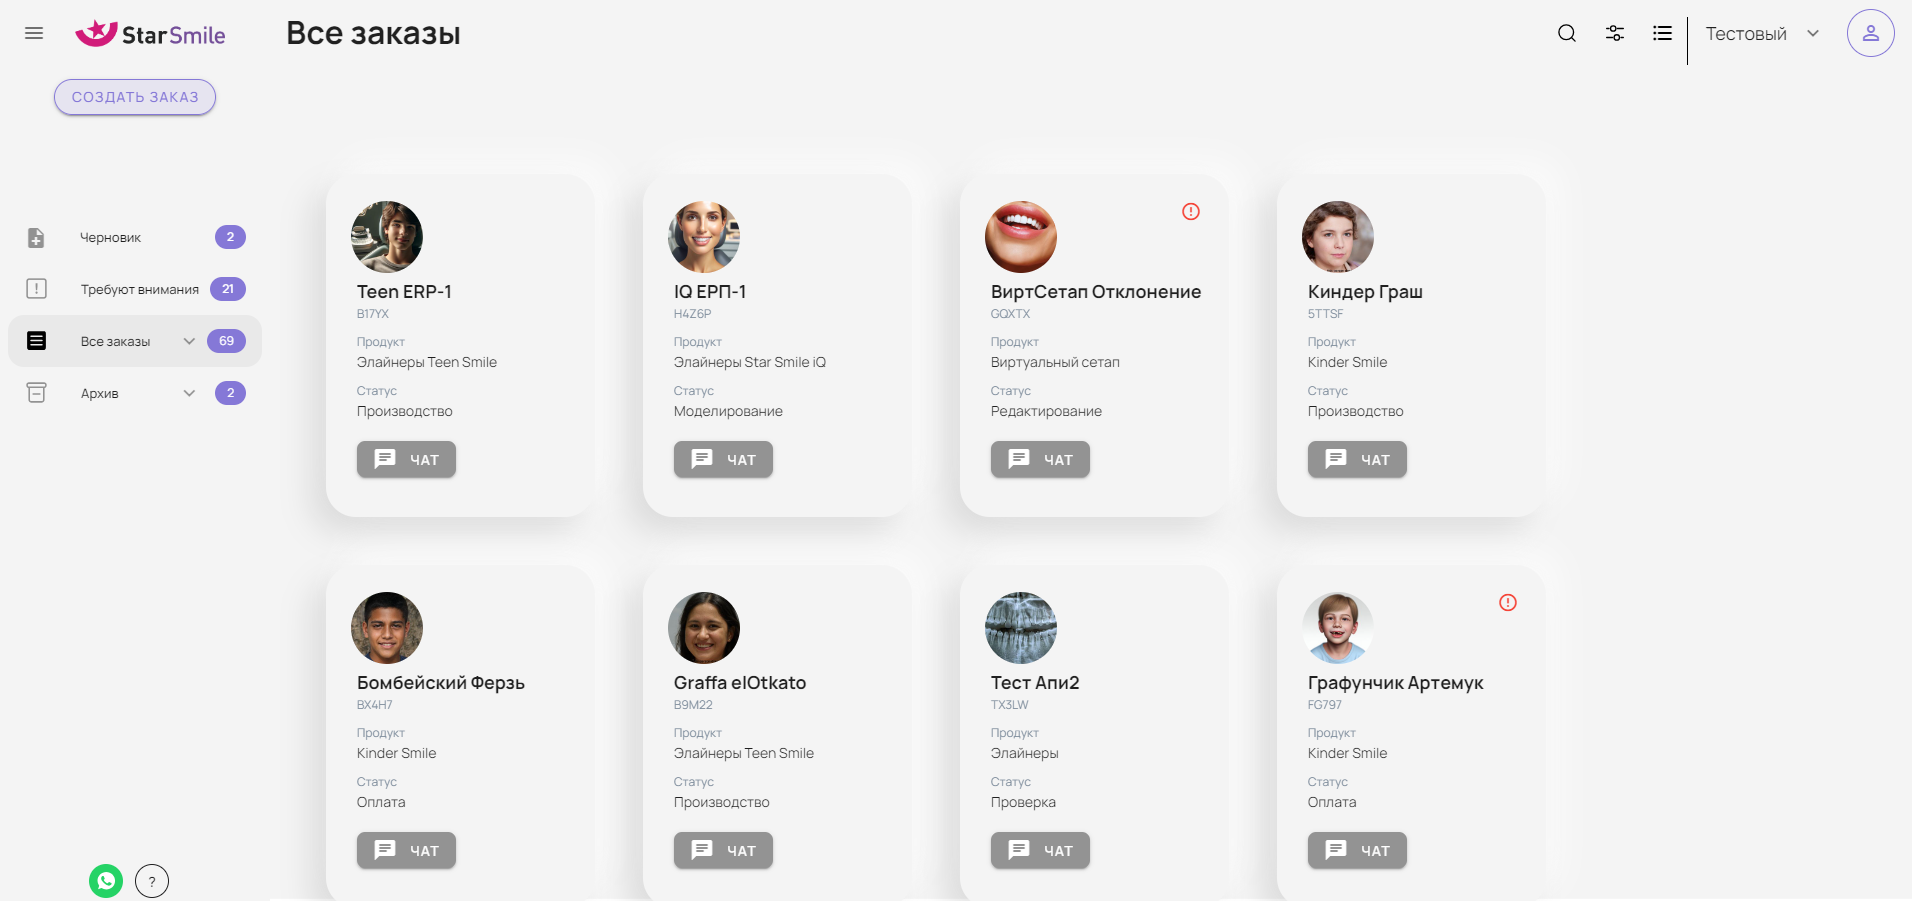 StarSmile
Все заказы
Тестовый
СОЗДАТЬ ЗАКАЗ
Черновик 2
Требуют внимания 21
Все заказы 69
Архив 2
Teen ERP-1
B17YX
Продукт
Элайнеры Teen Smile
Статус
Производство
ЧАТ
IQ ЕРП-1
H4Z6P
Продукт
Элайнеры Star Smile iQ
Статус
Моделирование
ЧАТ
ВиртСетап Отклонение
GQXTX
Продукт
Виртуальный сетап
Статус
Редактирование
ЧАТ
Киндер Граш
5TTSF
Продукт
Kinder Smile
Статус
Производство
ЧАТ
Бомбейский Ферзь
BX4H7
Продукт
Kinder Smile
Статус
Оплата
ЧАТ
Graffa elOtkato
B9M22
Продукт
Элайнеры Teen Smile
Статус
Производство
ЧАТ
Тест Апи2
TX3LW
Продукт
Элайнеры
Статус
Проверка
ЧАТ
Графунчик Артемук
FG797
Продукт
Kinder Smile
Статус
Оплата
ЧАТ
?